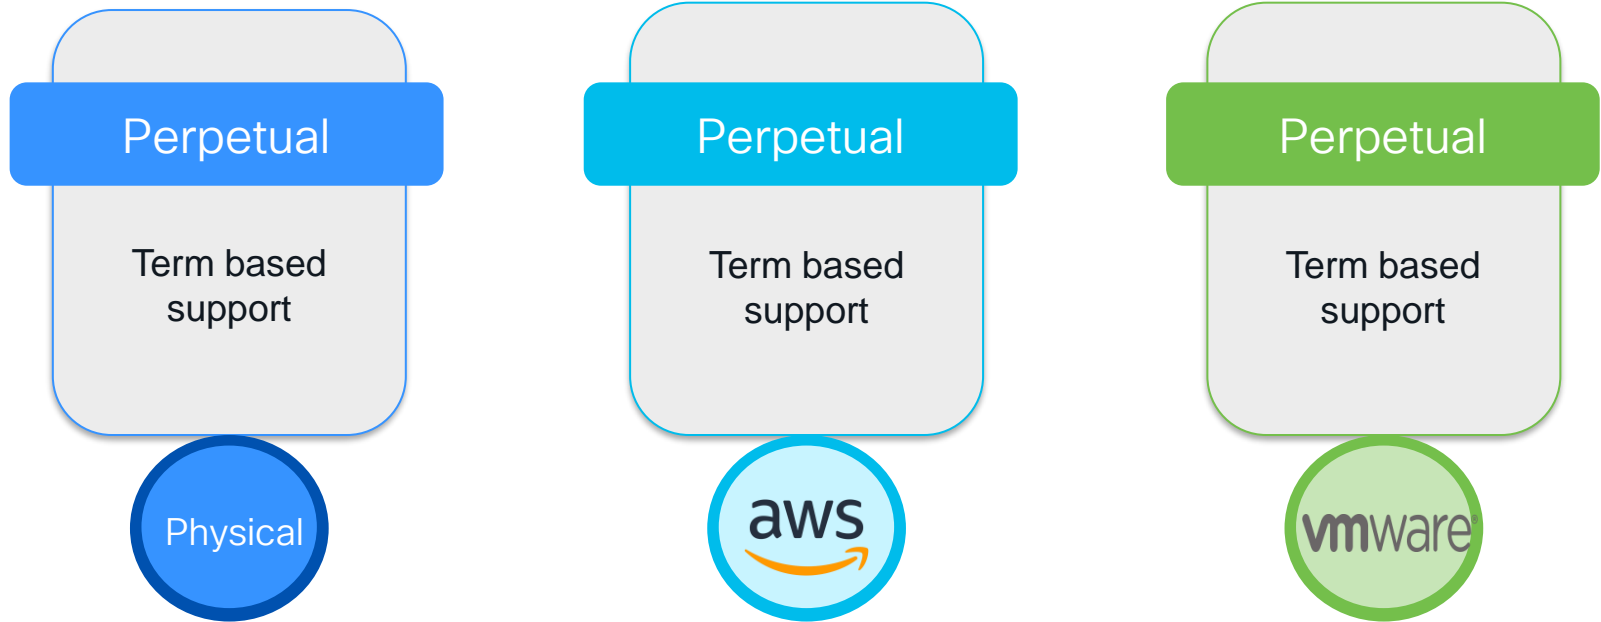 Perpetual
Term based
support
Physical
Perpetual
Term based
support
aws
Perpetual
Term based
support
vmware®